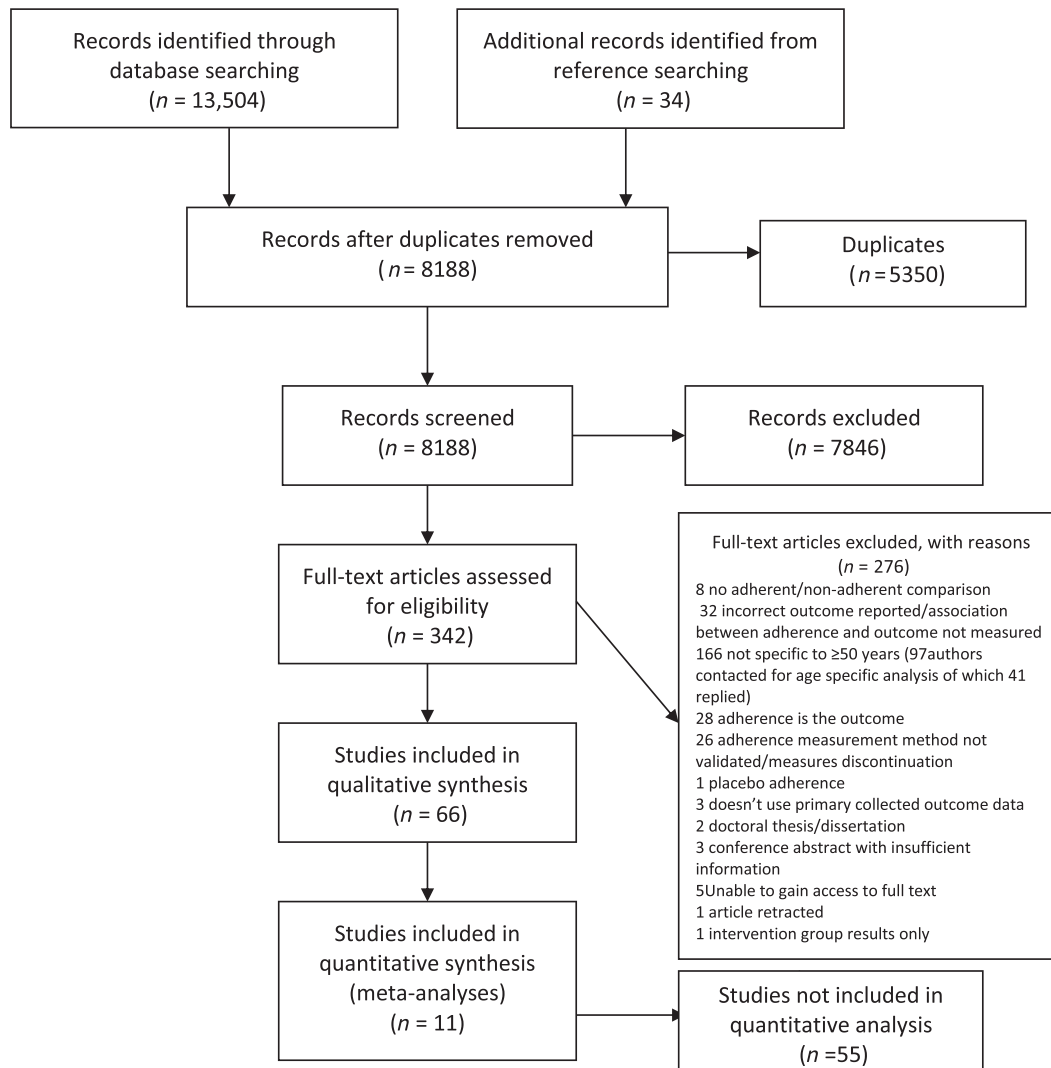 Records identified through
database searching
(n = 13,504)
Additional records identified from
reference searching
(n = 34)
Records after duplicates removed
(n = 8188)
Duplicates
(n = 5350)
Records screened
(n = 8188)
Records excluded
(n = 7846)
Full-text articles assessed
for eligibility
(n = 342)
Full-text articles excluded, with reasons
(n = 276)
8 no adherent/non-adherent comparison
32 incorrect outcome reported/association
between adherence and outcome not measured
166 not specific to ≥50 years (97authors
contacted for age specific analysis of which 41
replied)
28 adherence is the outcome
26 adherence measurement method not
validated/measures discontinuation
1 placebo adherence
3 doesn’t use primary collected outcome data
2 doctoral thesis/dissertation
3 conference abstract with insufficient
information
5Unable to gain access to full text
1 article retracted
1 intervention group results only
Studies included in
qualitative synthesis
(n = 66)
Studies included in
quantitative synthesis
(meta-analyses)
(n = 11)
Studies not included in
quantitative analysis
(n =55)